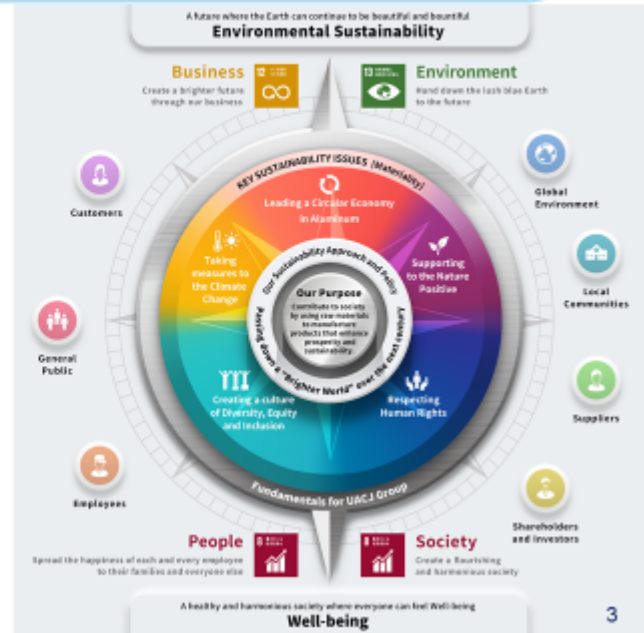 A future where the Earth can continue to be beautiful and bountiful
Environmental Sustainability
Business
Create a brighter future
through our business
12
13
Environment
Hand down the lush blue Earth
to the future
KEY SUSTAINABILITY ISSUES (Materiality)
Leading a Circular Economy
in Aluminum
Taking
measures to
the Climate
Change
Supporting
to the Nature
Positive
Our Sustainability Approach and Policy
Our Purpose
Contribute to society
by using raw materials
to manufacture
products that enhance
prosperity and
sustainability.
Passing down a "Brighter World" over the next century
Creating a culture
of Diversity, Equity
and Inclusion
Respecting
Human Rights
Fundamentals for UACJ Group
Customers
General
Public
Employees
Global
Environment
Local
Communities
Suppliers
Shareholders
and Investors
People
Spread the happiness of each and every employee
to their families and everyone else
8
8
Society
Create a flourishing
and harmonious society
A healthy and harmonious society where everyone can feel Well-being
Well-being
3